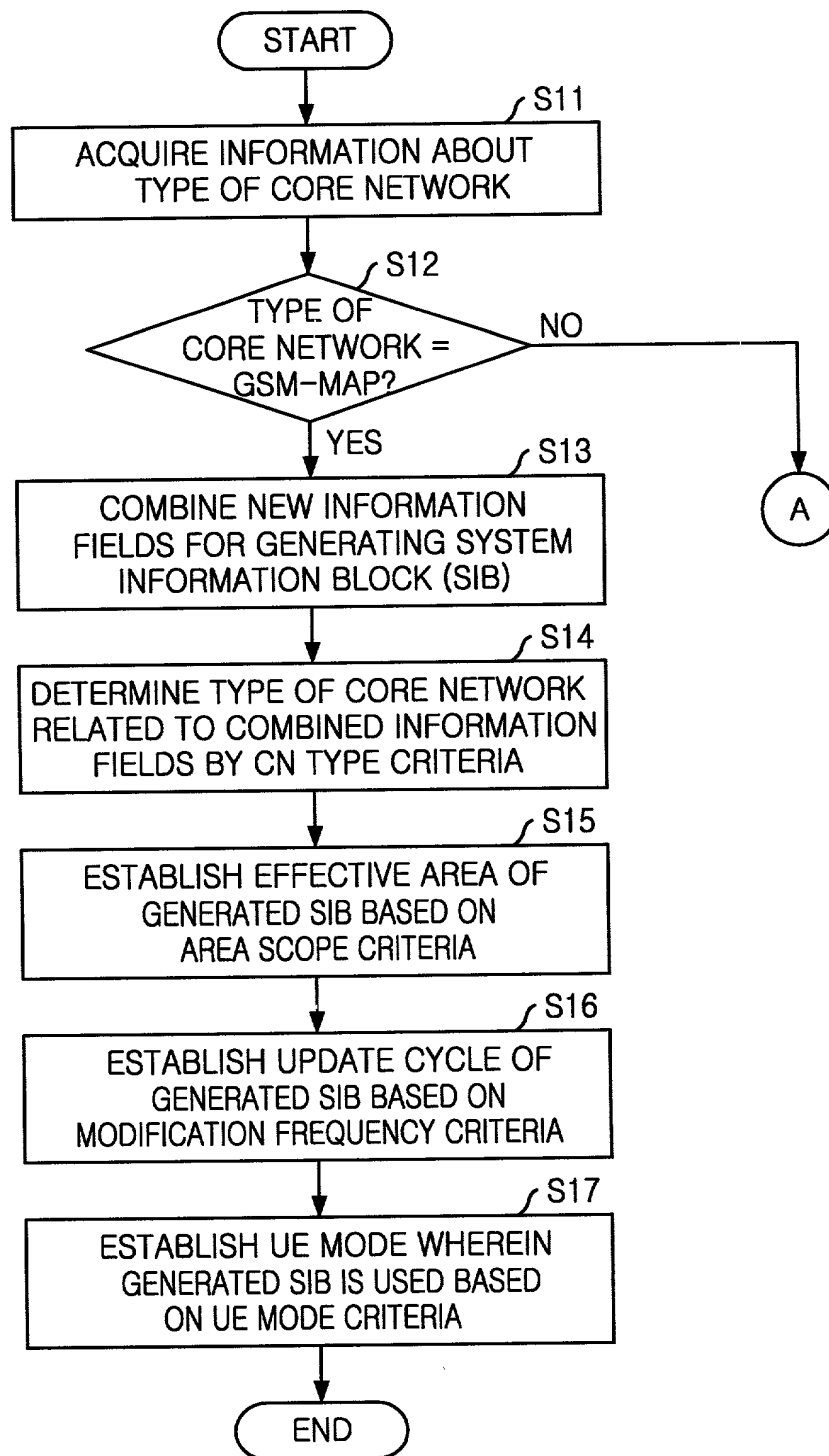 START
S11
ACQUIRE INFORMATION ABOUT
TYPE OF CORE NETWORK
S12
TYPE OF
CORE NETWORK =
GSM-MAP?
NO
A
YES
S13
COMBINE NEW INFORMATION
FIELDS FOR GENERATING SYSTEM
INFORMATION BLOCK (SIB)
S14
DETERMINE TYPE OF CORE NETWORK
RELATED TO COMBINED INFORMATION
FIELDS BY CN TYPE CRITERIA
S15
ESTABLISH EFFECTIVE AREA OF
GENERATED SIB BASED ON
AREA SCOPE CRITERIA
S16
ESTABLISH UPDATE CYCLE OF
GENERATED SIB BASED ON
MODIFICATION FREQUENCY CRITERIA
S17
ESTABLISH UE MODE WHEREIN
GENERATED SIB IS USED BASED
ON UE MODE CRITERIA
END